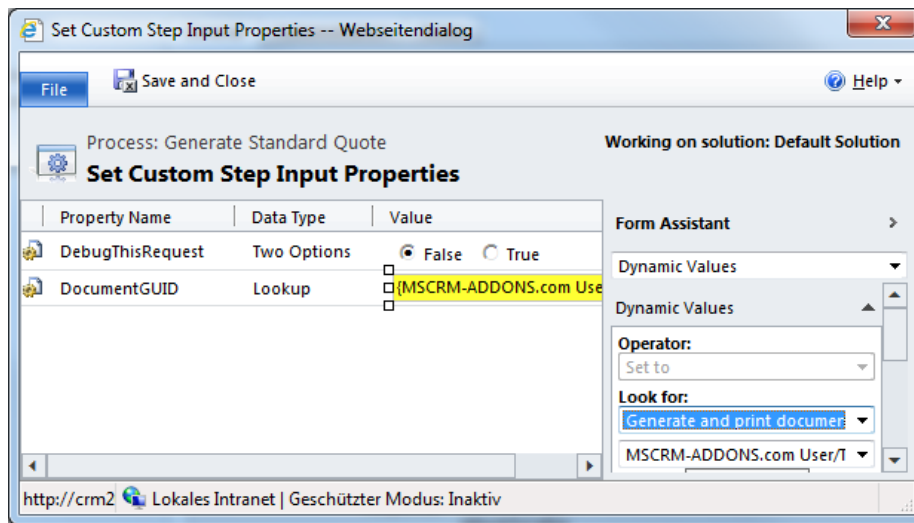 Set Custom Step Input Properties -- Webseitendialog
File
Save and Close
Help
Process: Generate Standard Quote
Working on solution: Default Solution
Set Custom Step Input Properties
Property Name Data Type Value
DebugThisRequest Two Options False True
DocumentGUID Lookup {MSCRM-ADDONS.com Use
Form Assistant
Dynamic Values
Dynamic Values
Operator:
Set to
Look for:
Generate and print documen
MSCRM-ADDONS.com User/T
http://crm2 Lokales Intranet | Geschützter Modus: Inaktiv